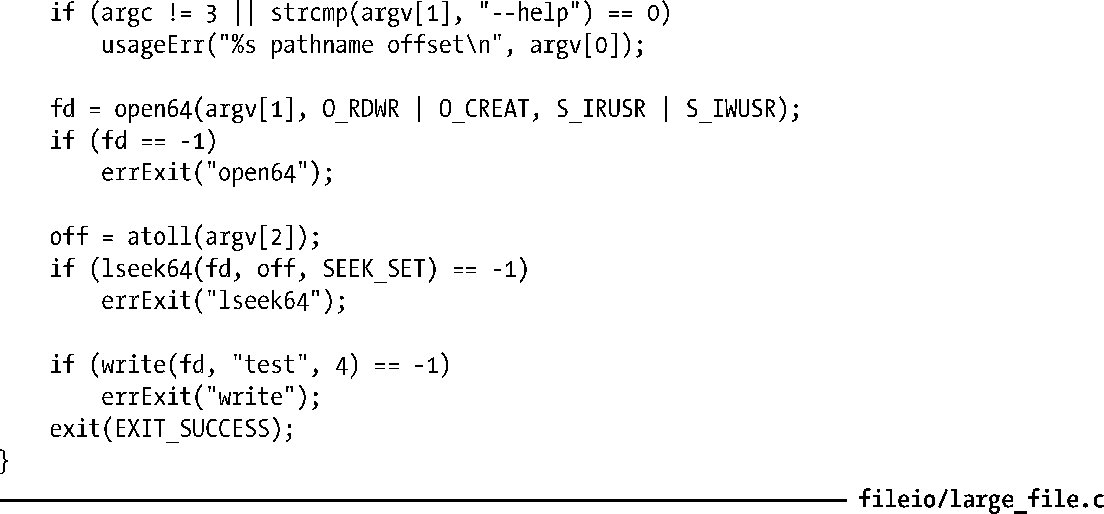 if (argc != 3 || strcmp(argv[1], "--help") == 0)
usageErr("%s pathname offset\n", argv[0]);
fd = open64(argv[1], O_RDWR | O_CREAT, S_IRUSR | S_IWUSR);
if (fd == -1)
errExit("open64");
off = atoll(argv[2]);
if (lseek64(fd, off, SEEK_SET) == -1)
errExit("lseek64");
if (write(fd, "test", 4) == -1)
errExit("write");
exit(EXIT_SUCCESS);
}
fileio/large_file.c